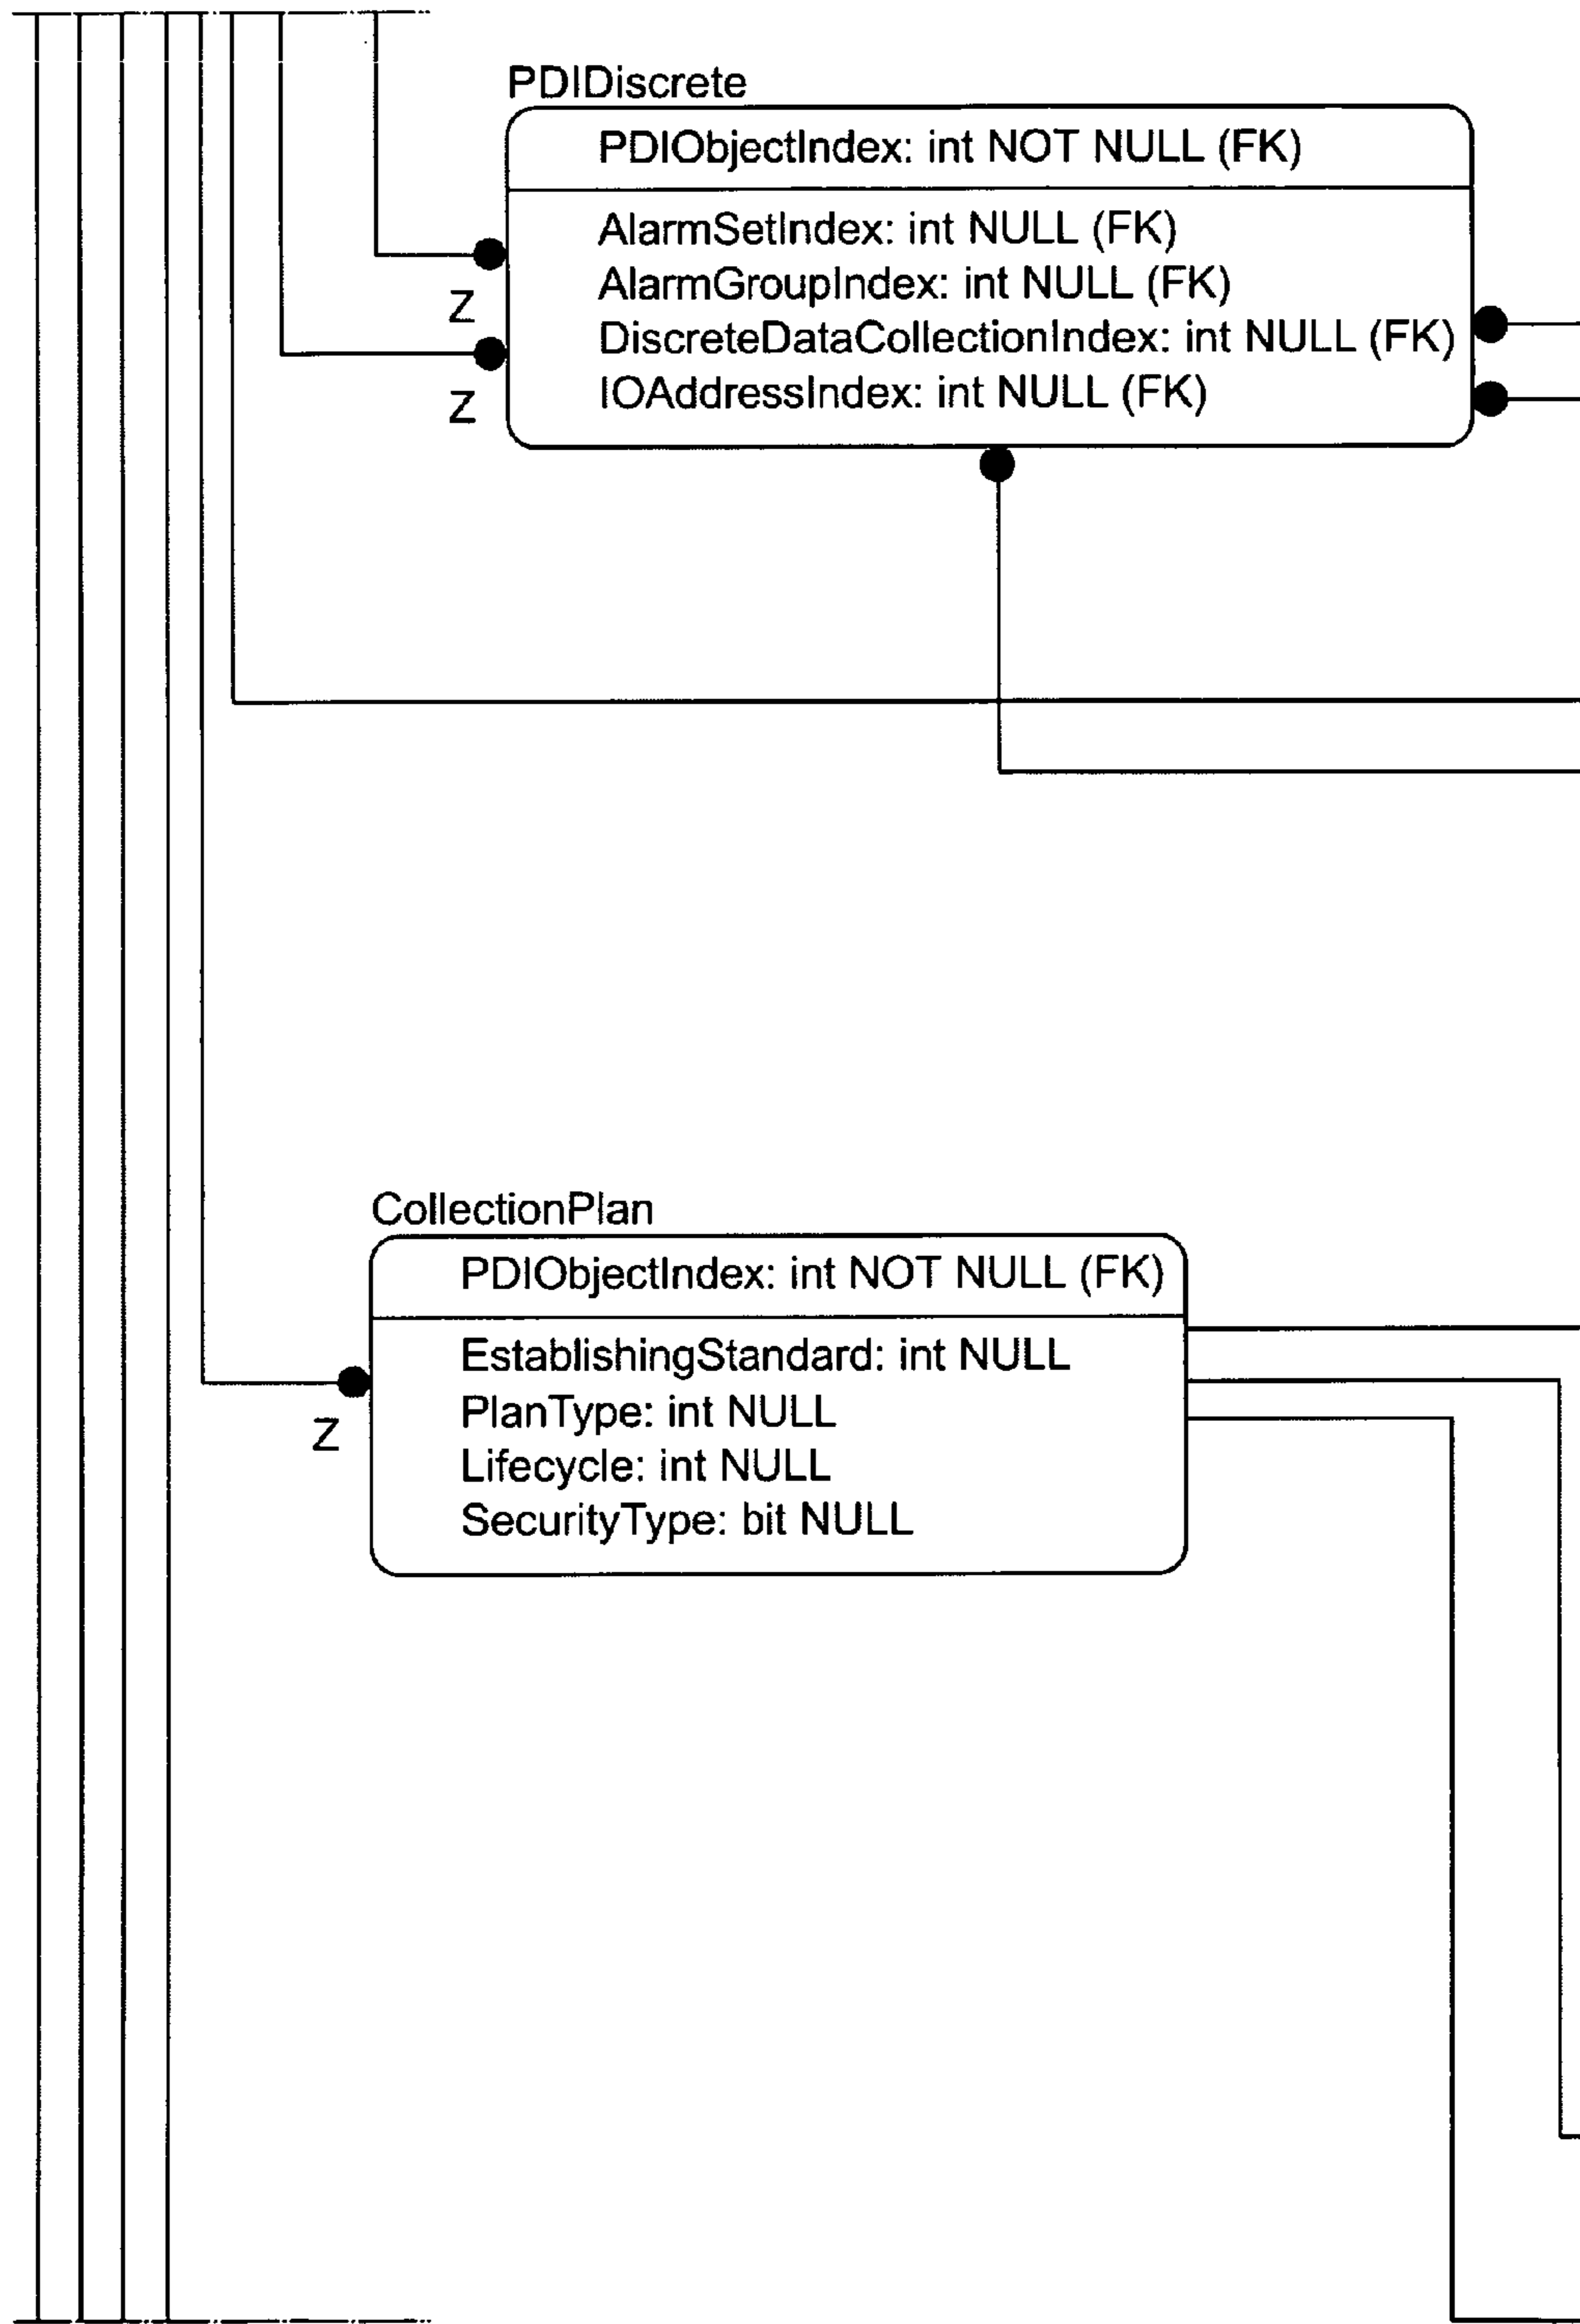 PDIDiscrete
PDIObjectIndex: int NOT NULL (FK)
AlarmSetIndex: int NULL (FK)
AlarmGroupIndex: int NULL (FK)
DiscreteDataCollectionIndex: int NULL (FK)
IOAddressIndex: int NULL (FK)
Z
Z
CollectionPlan
PDIObjectIndex: int NOT NULL (FK)
EstablishingStandard: int NULL
PlanType: int NULL
Lifecycle: int NULL
SecurityType: bit NULL
Z